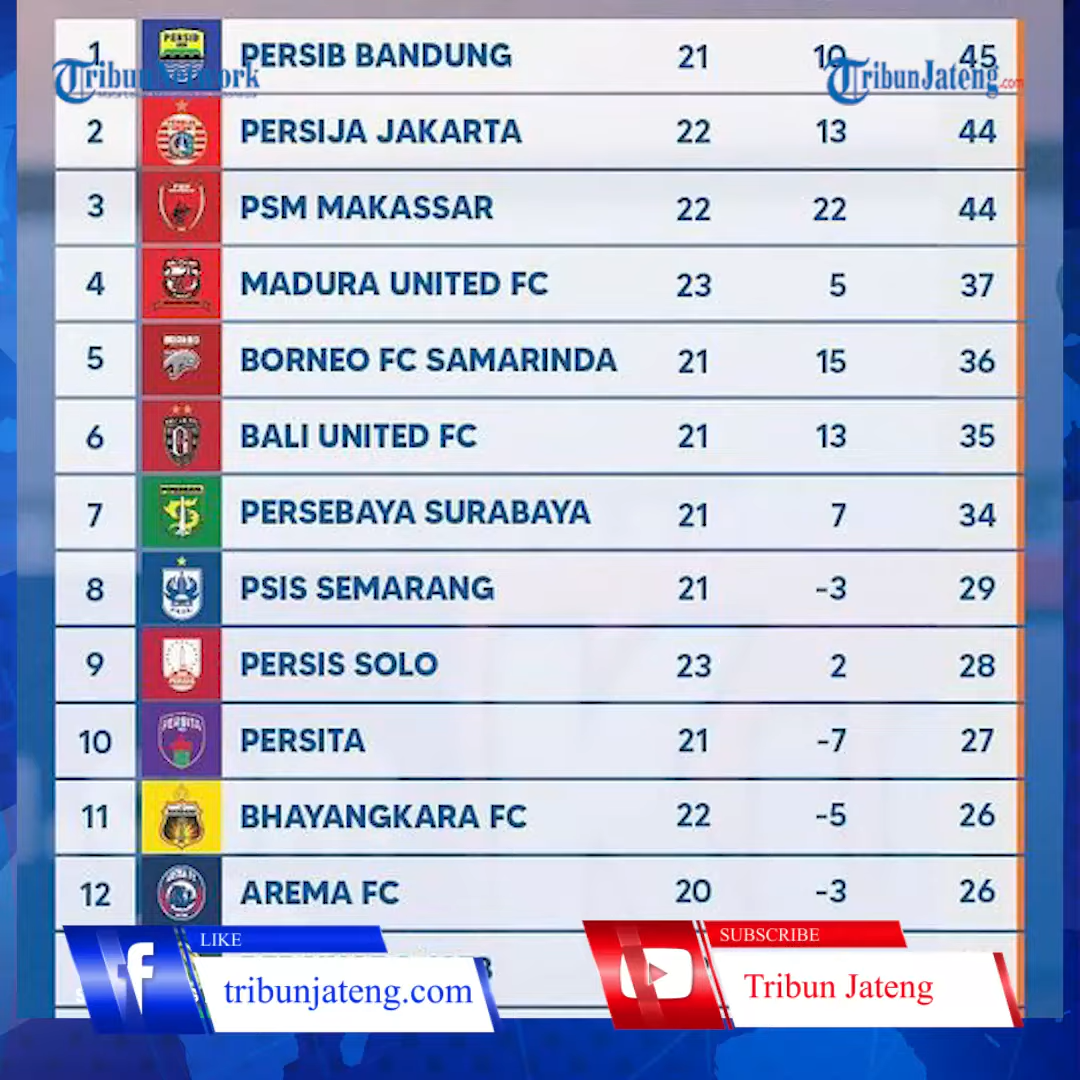 1 PERSIB BANDUNG 21 10 45
TribunNetwork
TribunJateng.com
2 PERSIJA JAKARTA 22 13 44
3 PSM MAKASSAR 22 22 44
4 MADURA UNITED FC 23 5 37
5 BORNEO FC SAMARINDA 21 15 36
6 BALI UNITED FC 21 13 35
7 PERSEBAYA SURABAYA 21 7 34
8 PSIS SEMARANG 21 -3 29
9 PERSIS SOLO 23 2 28
10 PERSITA 21 -7 27
11 BHAYANGKARA FC 22 -5 26
12 AREMA FC 20 -3 26
LIKE
tribunjateng.com
SUBSCRIBE
Tribun Jateng